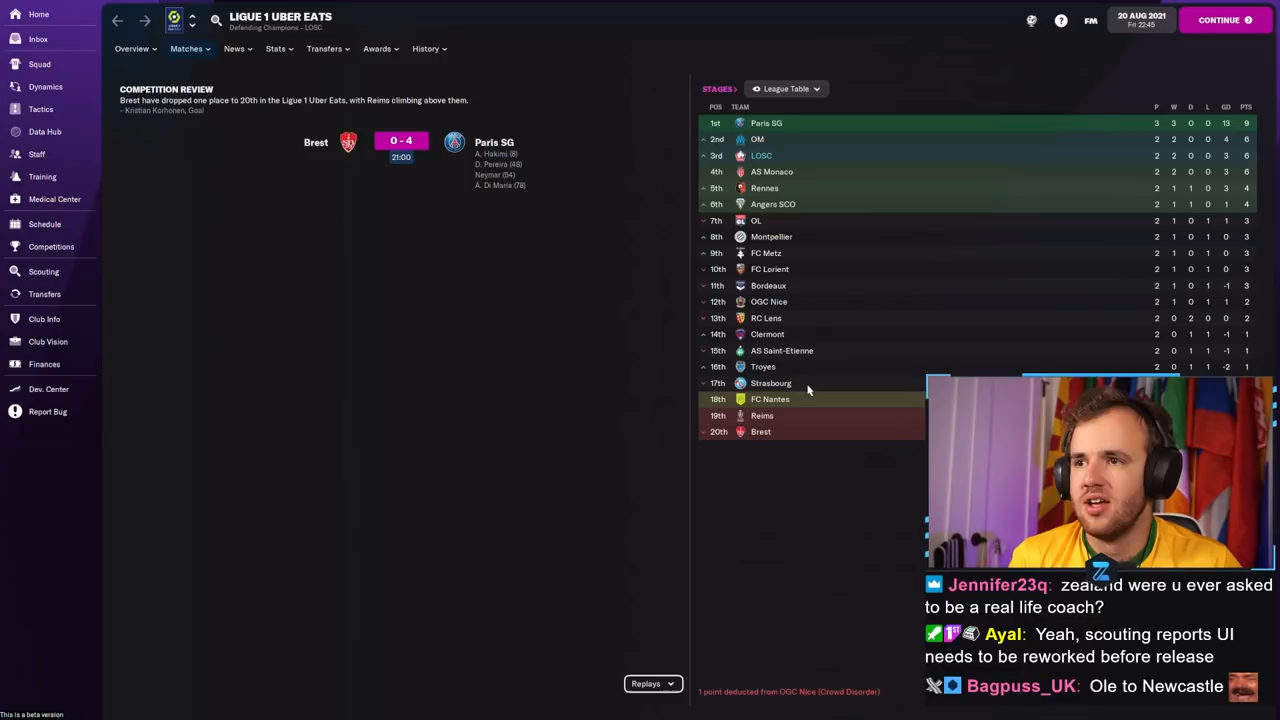 Home
Inbox
Squad
Dynamics
Tactics
Data Hub
Staff
Training
Medical Center
Schedule
Competitions
Scouting
Transfers
Club Info
Club Vision
Finances
Dev. Center
Report Bug
This is a beta version
LIGUE 1 UBER EATS
Defending Champions - LOSC
FM
20 AUG 2021
Fri 22:45
CONTINUE
Overview Matches News Stats Transfers Awards History
COMPETITION REVIEW
Brest have dropped one place to 20th in the Ligue 1 Uber Eats, with Reims climbing above them.
- Kristian Korhonen, Goal
Brest 0 - 4 Paris SG
21:00
A. Hakimi (8)
D. Pereira (48)
Neymar (54)
Á. Di María (78)
Replays
STAGES> League Table
POS TEAM P W D L GD PTS
1st Paris SG 3 3 0 0 13 9
2nd OM 2 2 0 0 4 6
3rd LOSC 2 2 0 0 3 6
4th AS Monaco 2 2 0 0 3 6
5th Rennes 2 1 1 0 3 4
6th Angers SCO 2 1 1 0 1 4
7th OL 2 1 0 1 1 3
8th Montpellier 2 1 0 1 0 3
9th FC Metz 2 1 0 1 0 3
10th FC Lorient 2 1 0 1 0 3
11th Bordeaux 2 1 0 1 -1 3
12th OGC Nice 2 1 0 1 1 2
13th RC Lens 2 0 2 0 0 2
14th Clermont 2 0 1 1 -1 1
15th AS Saint-Etienne 2 0 1 1 -1 1
16th Troyes 2 0 1 1 -2 1
17th Strasbourg
18th FC Nantes
19th Reims
20th Brest
1 point deducted from OGC Nice (Crowd Disorder)
Jennifer23q: zealand were u ever asked
to be a real life coach?
1ST Ayal: Yeah, scouting reports UI
needs to be reworked before release
Bagpuss_UK: Ole to Newcastle